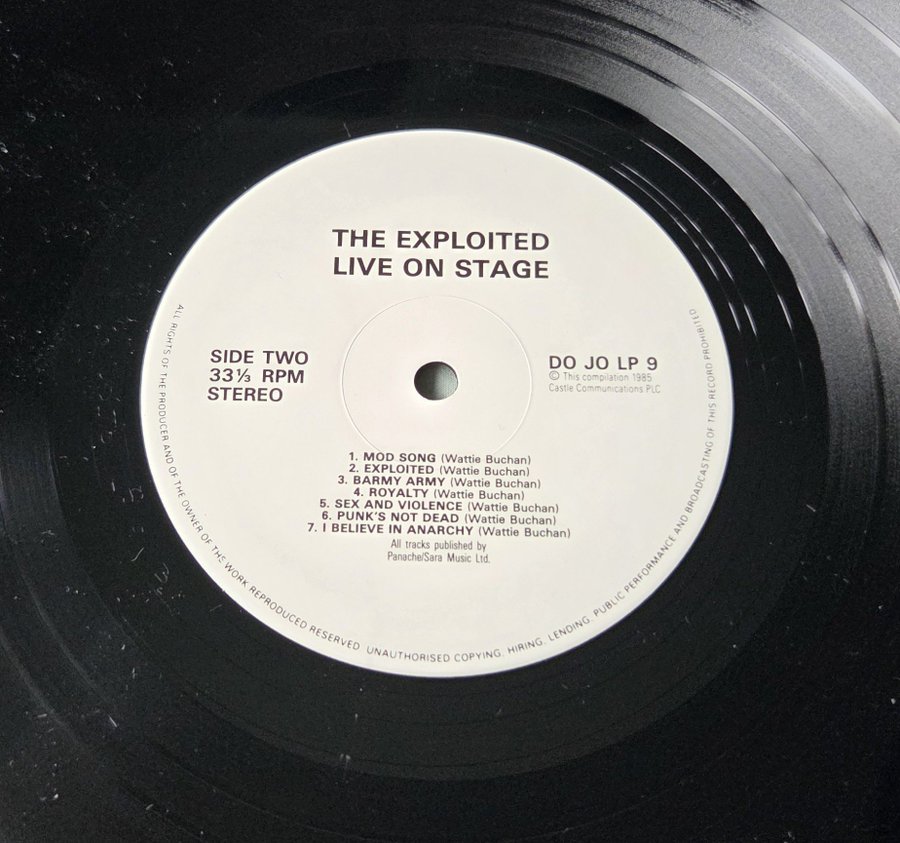 THE EXPLOITED
LIVE ON STAGE
SIDE TWO
33⅓ RPM
STEREO
DO JO LP 9
© This compilation 1985
Castle Communications PLC
1. MOD SONG (Wattie Buchan)
2. EXPLOITED (Wattie Buchan)
3. BARMY ARMY (Wattie Buchan)
4. ROYALTY (Wattie Buchan)
5. SEX AND VIOLENCE (Wattie Buchan)
6. PUNK'S NOT DEAD (Wattie Buchan)
7. I BELIEVE IN ANARCHY (Wattie Buchan)
All tracks published by
Panache/Sara Music Ltd.
ALL RIGHTS OF THE PRODUCER AND OF THE OWNER OF THS WORK REPRODUCED RESERVED. UNAUTHORISED COPYING, HIRING, LENDING, PUBLIC PERFORMANCE AND BROADCASTING OF THIS RECORD PROHIBITED